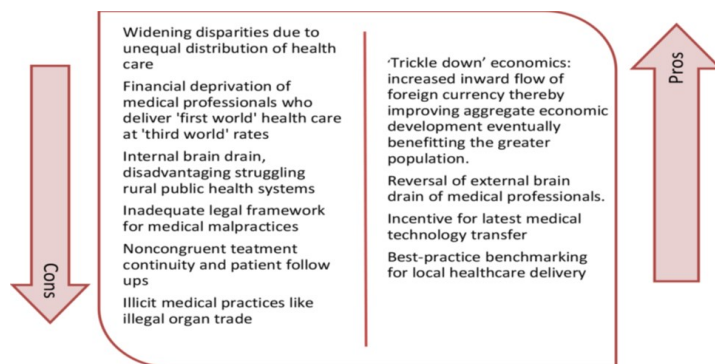 Widening disparities due to
unequal distribution of health
care
Financial deprivation of
medical professionals who
deliver 'first world' health care
at 'third world' rates
Internal brain drain,
disadvantaging struggling
rural public health systems
Inadequate legal framework
for medical malpractices
Noncongruent teatment
continuity and patient follow
ups
Illicit medical practices like
illegal organ trade
Cons
‘Trickle down’ economics:
increased inward flow of
foreign currency thereby
improving aggregate economic
development eventually
benefitting the greater
population.
Reversal of external brain
drain of medical professionals.
Incentive for latest medical
technology transfer
Best-practice benchmarking
for local healthcare delivery
Pros